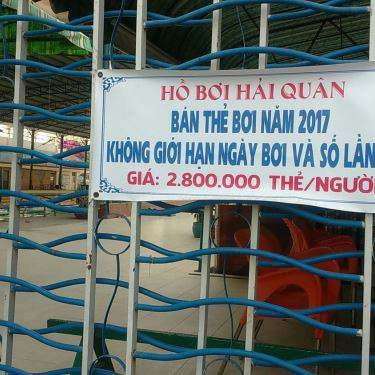 HỒ BƠI HẢI QUÂN
BÁN THẺ BƠI NĂM 2017
KHÔNG GIỚI HẠN NGÀY BƠI VÀ SỐ LẦN
GIÁ: 2.800.000 THẺ/NGƯỜI